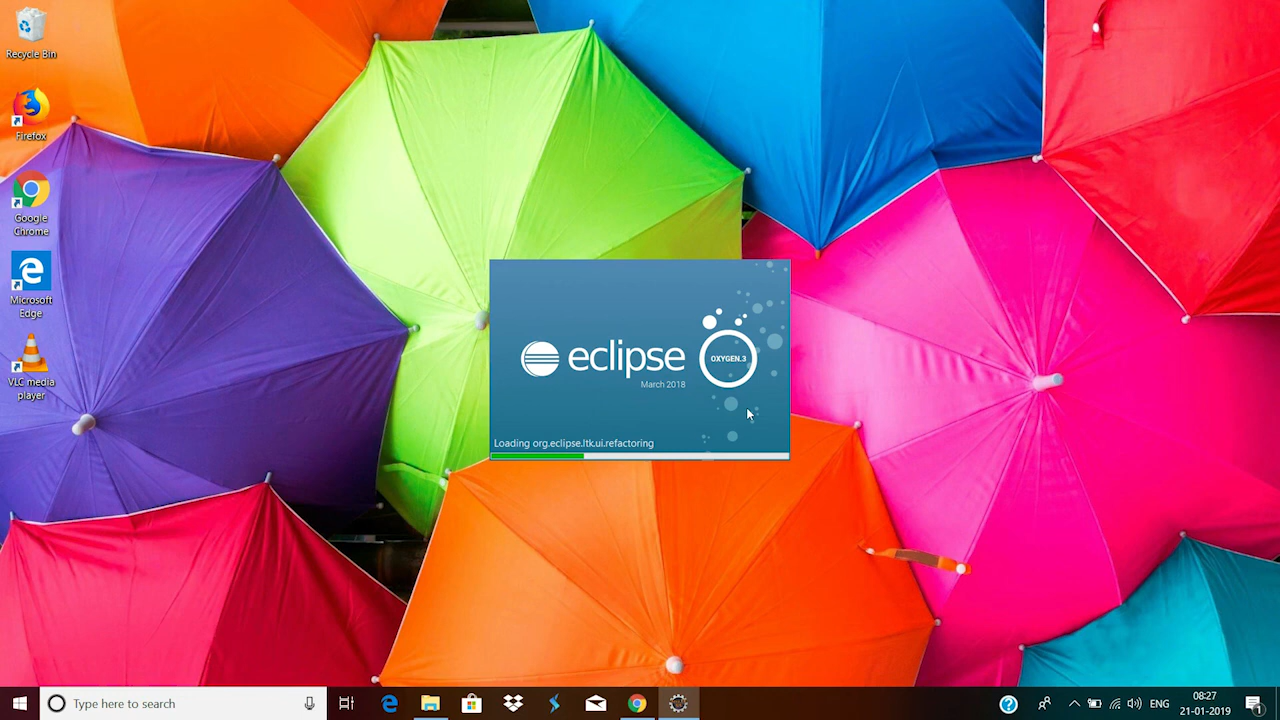 Recycle Bin
Firefox
Google
Chrome
Microsoft
Edge
VLC media
player
eclipse
OXYGEN.3
March 2018
Loading org.eclipse.ltk.ui.refactoring
Type here to search
ENG
08:27
21-01-2019
1